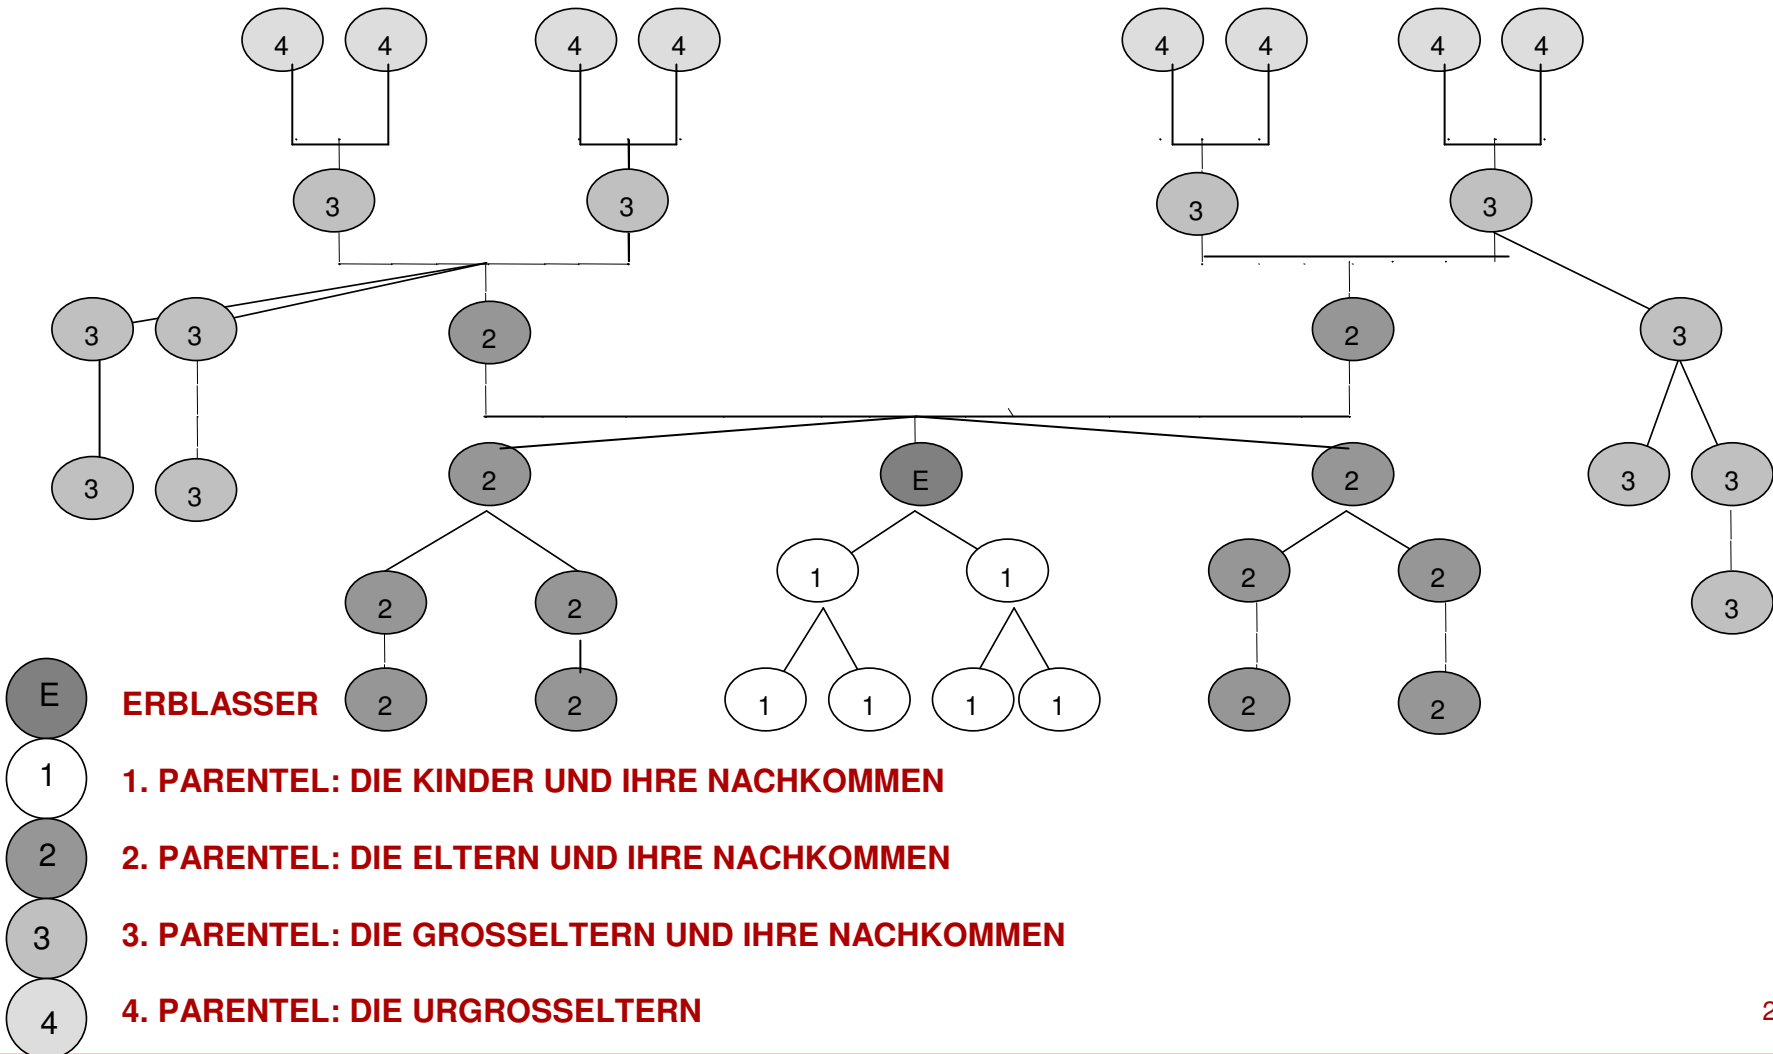 4 4 4 4 4 4 4 4
3 3 3 3
3 3 2 2 3
3 3 2 E 2 3 3
2 2 1 1 2 2 3
2 2 1 1 1 1 2 2
E ERBLASSER
1 1. PARENTEL: DIE KINDER UND IHRE NACHKOMMEN
2 2. PARENTEL: DIE ELTERN UND IHRE NACHKOMMEN
3 3. PARENTEL: DIE GROSSELTERN UND IHRE NACHKOMMEN
4 4. PARENTEL: DIE URGROSSELTERN
2